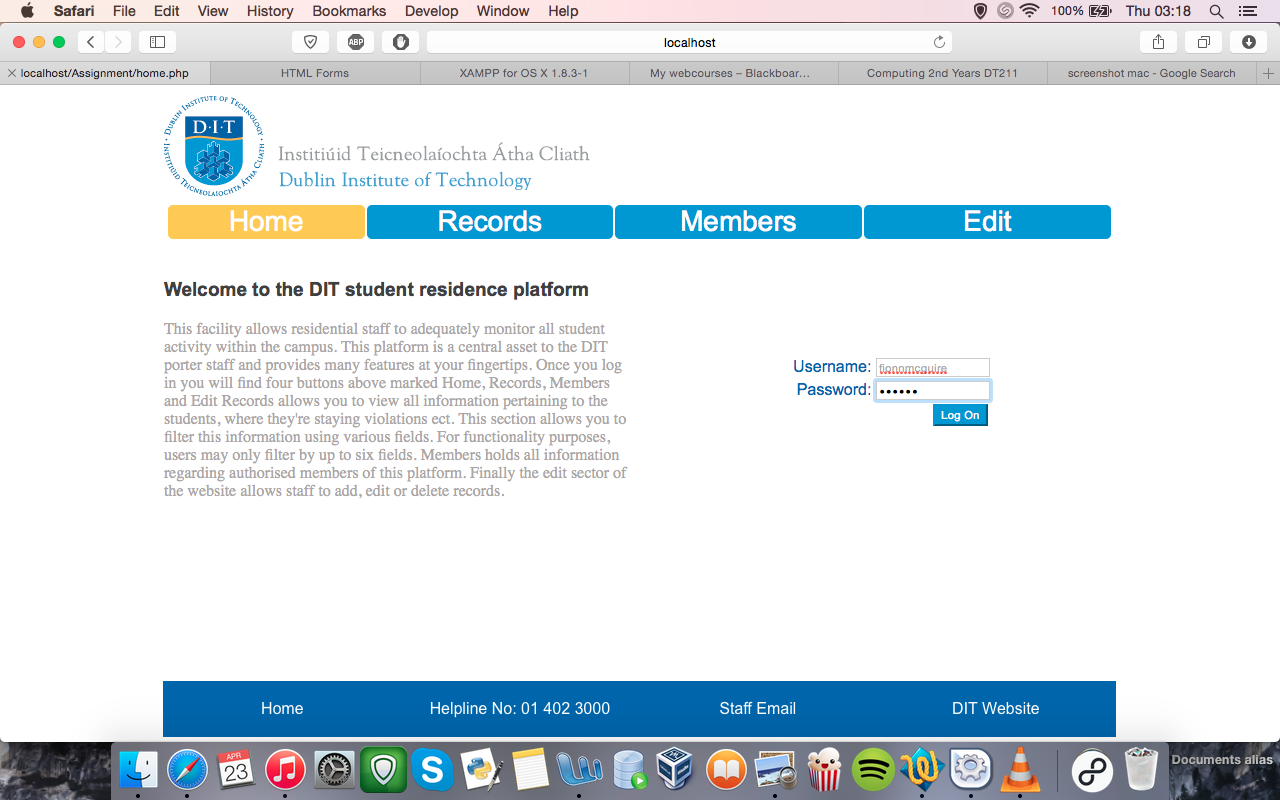 Safari File Edit View History Bookmarks Develop Window Help 100% Thu 03:18
ABP localhost
localhost/Assignment/home.php HTML Forms XAMPP for OS X 1.8.3-1 My webcourses – Blackboar… Computing 2nd Years DT211 screenshot mac - Google Search
DUBLIN INSTITUTE OF TECHNOLOGY
D·I·T
INSTITIÚID TEICNEOLAÍOCHTA ÁTHA CLIATH
Institiúid Teicneolaíochta Átha Cliath
Dublin Institute of Technology
Home Records Members Edit
Welcome to the DIT student residence platform
This facility allows residential staff to adequately monitor all student
activity within the campus. This platform is a central asset to the DIT
porter staff and provides many features at your fingertips. Once you log
in you will find four buttons above marked Home, Records, Members
and Edit Records allows you to view all information pertaining to the
students, where they're staying violations ect. This section allows you to
filter this information using various fields. For functionality purposes,
users may only filter by up to six fields. Members holds all information
regarding authorised members of this platform. Finally the edit sector of
the website allows staff to add, edit or delete records.
Username: fionnmcguire
Password: ••••••
Log On
Home Helpline No: 01 402 3000 Staff Email DIT Website
APR
23
Documents alias